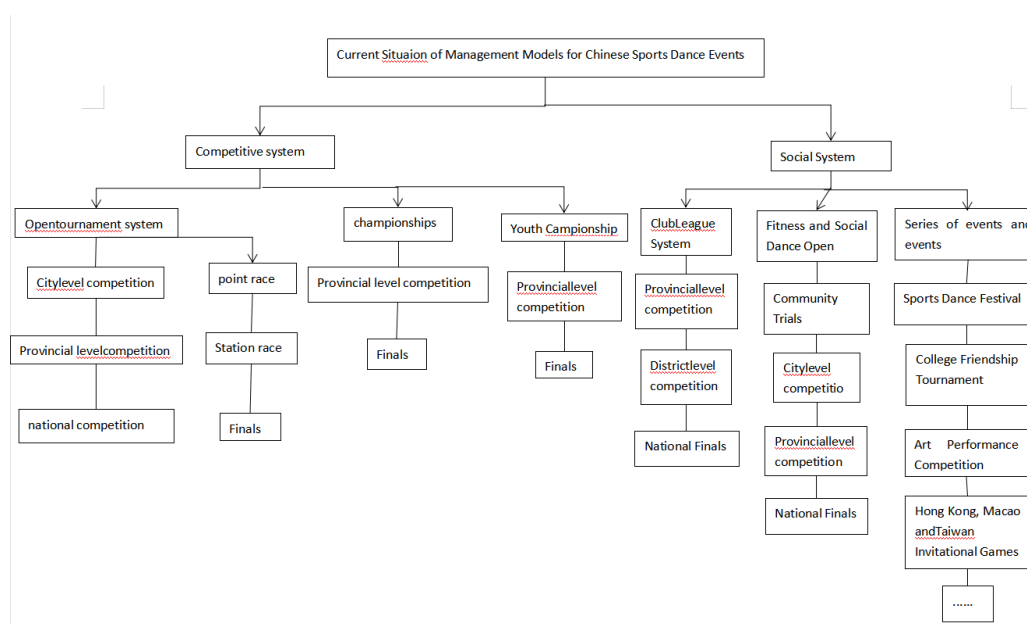 Current Situaion of Management Models for Chinese Sports Dance Events
Competitive system
Social System
Opentournament system
championships
Youth Campionship
ClubLeague
System
Fitness and Social
Dance Open
Series of events and
events
Citylevel competition
point race
Provincial level competition
Provinciallevel
competition
Provinciallevel
competition
Community
Trials
Sports Dance Festival
Provincial levelcompetition
Station race
Finals
Finals
Districtlevel
competition
Citylevel
competitio
College Friendship
Tournament
national competition
Finals
National Finals
Provinciallevel
competition
Art Performance
Competition
National Finals
Hong Kong, Macao
andTaiwan
Invitational Games
......